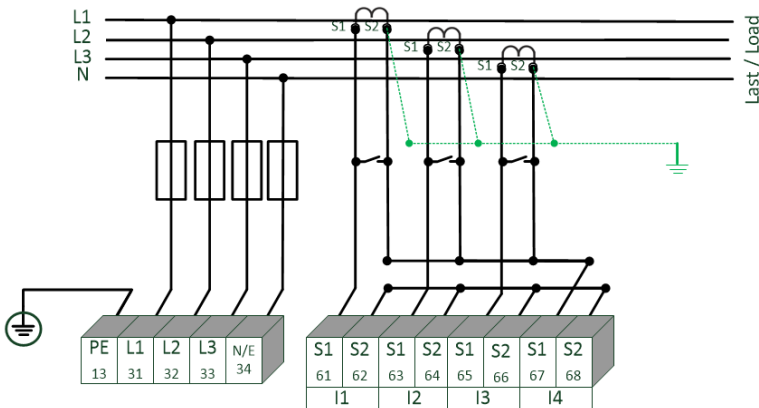 L1
S1 S2
L2
S1 S2
L3
S1 S2
N
Last / Load
PE L1 L2 L3 N/E
13 31 32 33 34
S1 S2 S1 S2 S1 S2 S1 S2
61 62 63 64 65 66 67 68
I1 I2 I3 I4